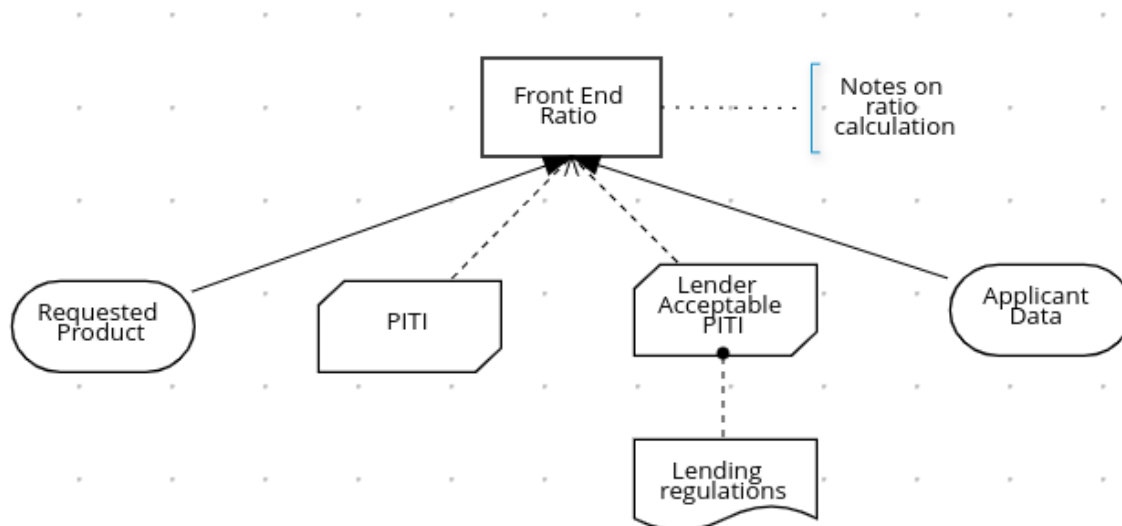 Front End
Ratio
Notes on
ratio
calculation
Requested
Product
PITI
Lender
Acceptable
PITI
Applicant
Data
Lending
regulations